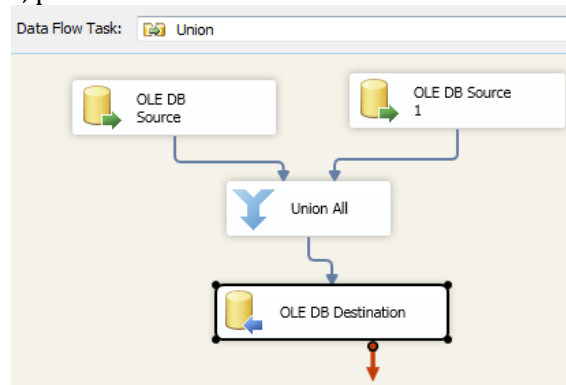 Data Flow Task: Union
OLE DB
Source
OLE DB Source
1
Union All
OLE DB Destination